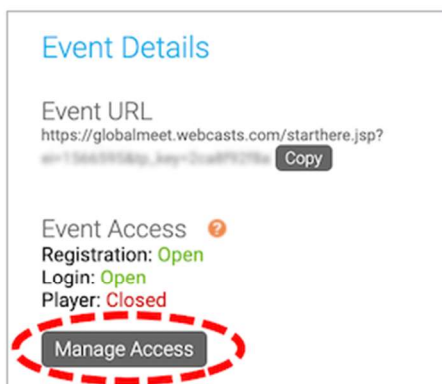 Event Details
Event URL
https://globalmeet.webcasts.com/starthere.jsp?
Copy
Event Access ?
Registration: Open
Login: Open
Player: Closed
Manage Access